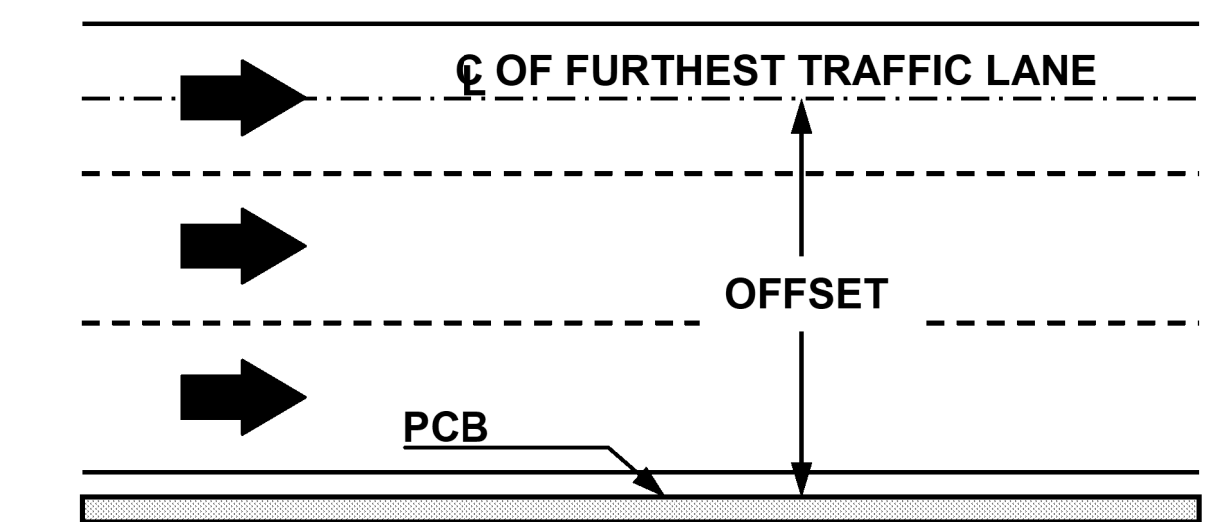 ℄ OF FURTHEST TRAFFIC LANE
OFFSET
PCB